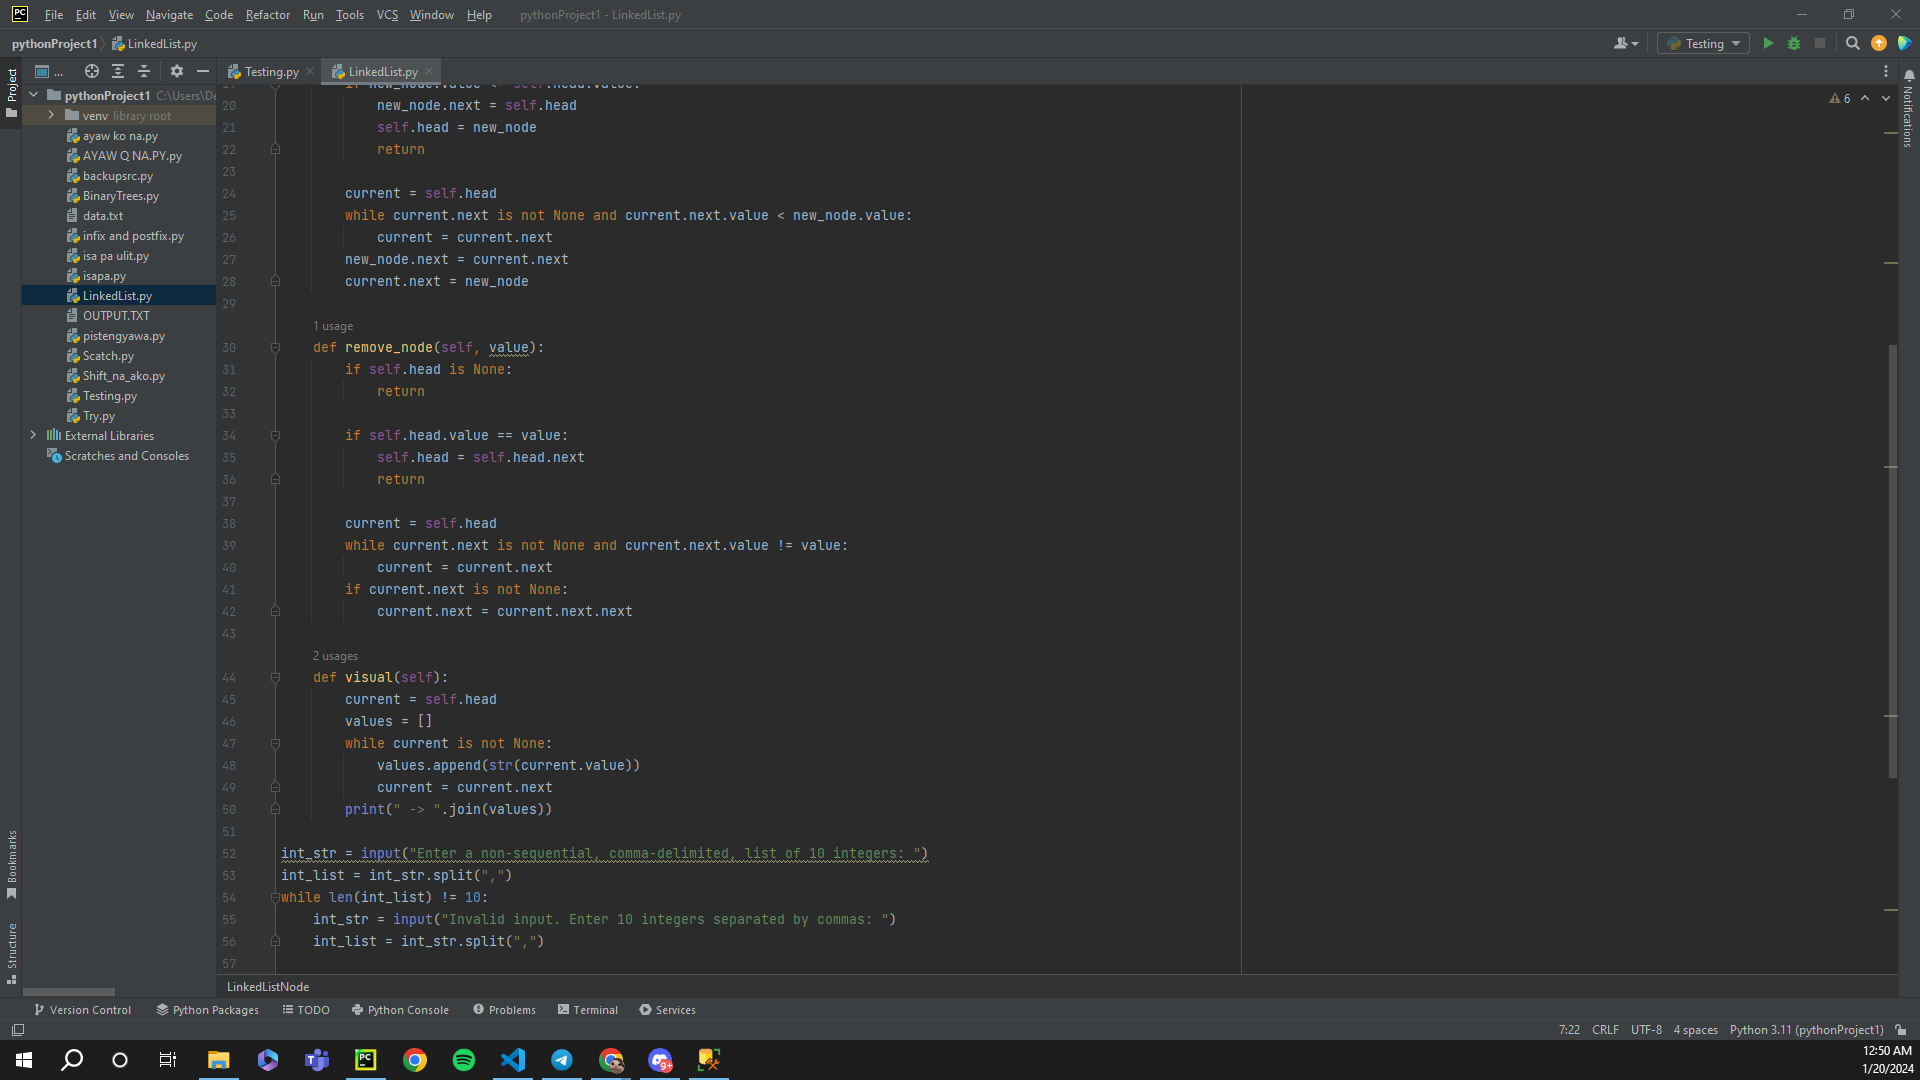 File Edit View Navigate Code Refactor Run Tools VCS Window Help pythonProject1 - LinkedList.py
pythonProject1 LinkedList.py Testing
... Testing.py LinkedList.py
Project
pythonProject1 C:\Users\De
venv library root
ayaw ko na.py
AYAW Q NA.PY.py
backupsrc.py
BinaryTrees.py
data.txt
infix and postfix.py
isa pa ulit.py
isapa.py
LinkedList.py
OUTPUT.TXT
pistengyawa.py
Scatch.py
Shift_na_ako.py
Testing.py
Try.py
External Libraries
Scratches and Consoles
Bookmarks
Structure
Notifications
6
19 if new_node.value <= self.head.value:
20 new_node.next = self.head
21 self.head = new_node
22 return
23
24 current = self.head
25 while current.next is not None and current.next.value < new_node.value:
26 current = current.next
27 new_node.next = current.next
28 current.next = new_node
29
1 usage
30 def remove_node(self, value):
31 if self.head is None:
32 return
33
34 if self.head.value == value:
35 self.head = self.head.next
36 return
37
38 current = self.head
39 while current.next is not None and current.next.value != value:
40 current = current.next
41 if current.next is not None:
42 current.next = current.next.next
43
2 usages
44 def visual(self):
45 current = self.head
46 values = []
47 while current is not None:
48 values.append(str(current.value))
49 current = current.next
50 print(" -> ".join(values))
51
52 int_str = input("Enter a non-sequential, comma-delimited, list of 10 integers: ")
53 int_list = int_str.split(",")
54 while len(int_list) != 10:
55 int_str = input("Invalid input. Enter 10 integers separated by commas: ")
56 int_list = int_str.split(",")
57
LinkedListNode
Version Control Python Packages TODO Python Console Problems Terminal Services
7:22 CRLF UTF-8 4 spaces Python 3.11 (pythonProject1)
PC
9+
12:50 AM
1/20/2024